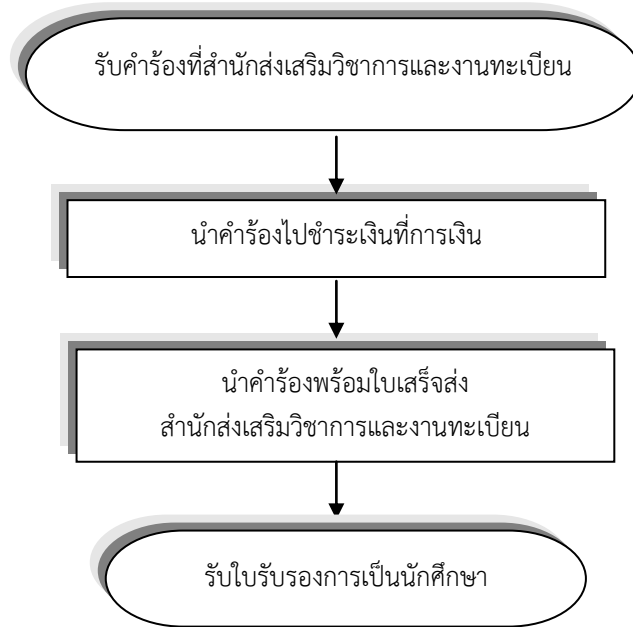 รับคำร้องที่สำนักส่งเสริมวิชาการและงานทะเบียน
นำคำร้องไปชำระเงินที่การเงิน
นำคำร้องพร้อมใบเสร็จส่ง
สำนักส่งเสริมวิชาการและงานทะเบียน
รับใบรับรองการเป็นนักศึกษา